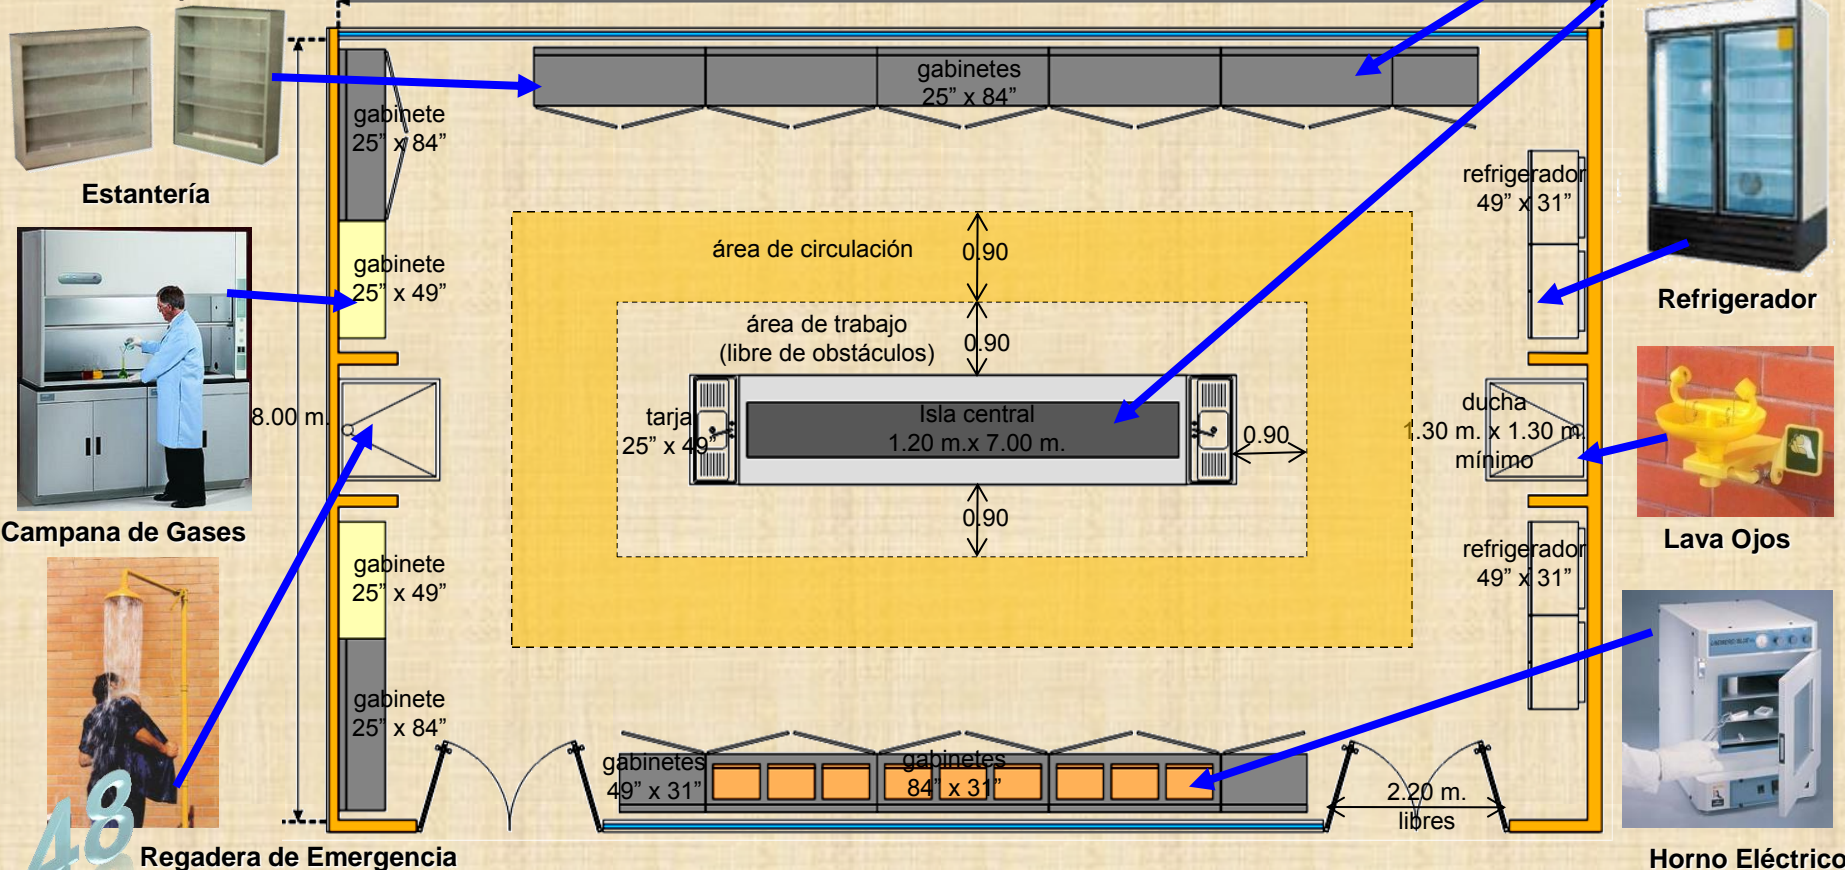 gabinetes
25” x 84”
gabinete
25” x 84”
Estantería
refrigerador
49” x 31”
gabinete
25” x 49”
área de circulación
0.90
Refrigerador
área de trabajo
(libre de obstáculos)
0.90
8.00 m.
tarja
25” x 49”
Isla central
1.20 m.x 7.00 m.
0.90
ducha
1.30 m. x 1.30 m.
mínimo
Campana de Gases
0.90
Lava Ojos
gabinete
25” x 49”
refrigerador
49” x 31”
gabinete
25” x 84”
gabinetes
49” x 31”
gabinetes
84” x 31”
2.20 m.
libres
48
Regadera de Emergencia
Horno Eléctrico